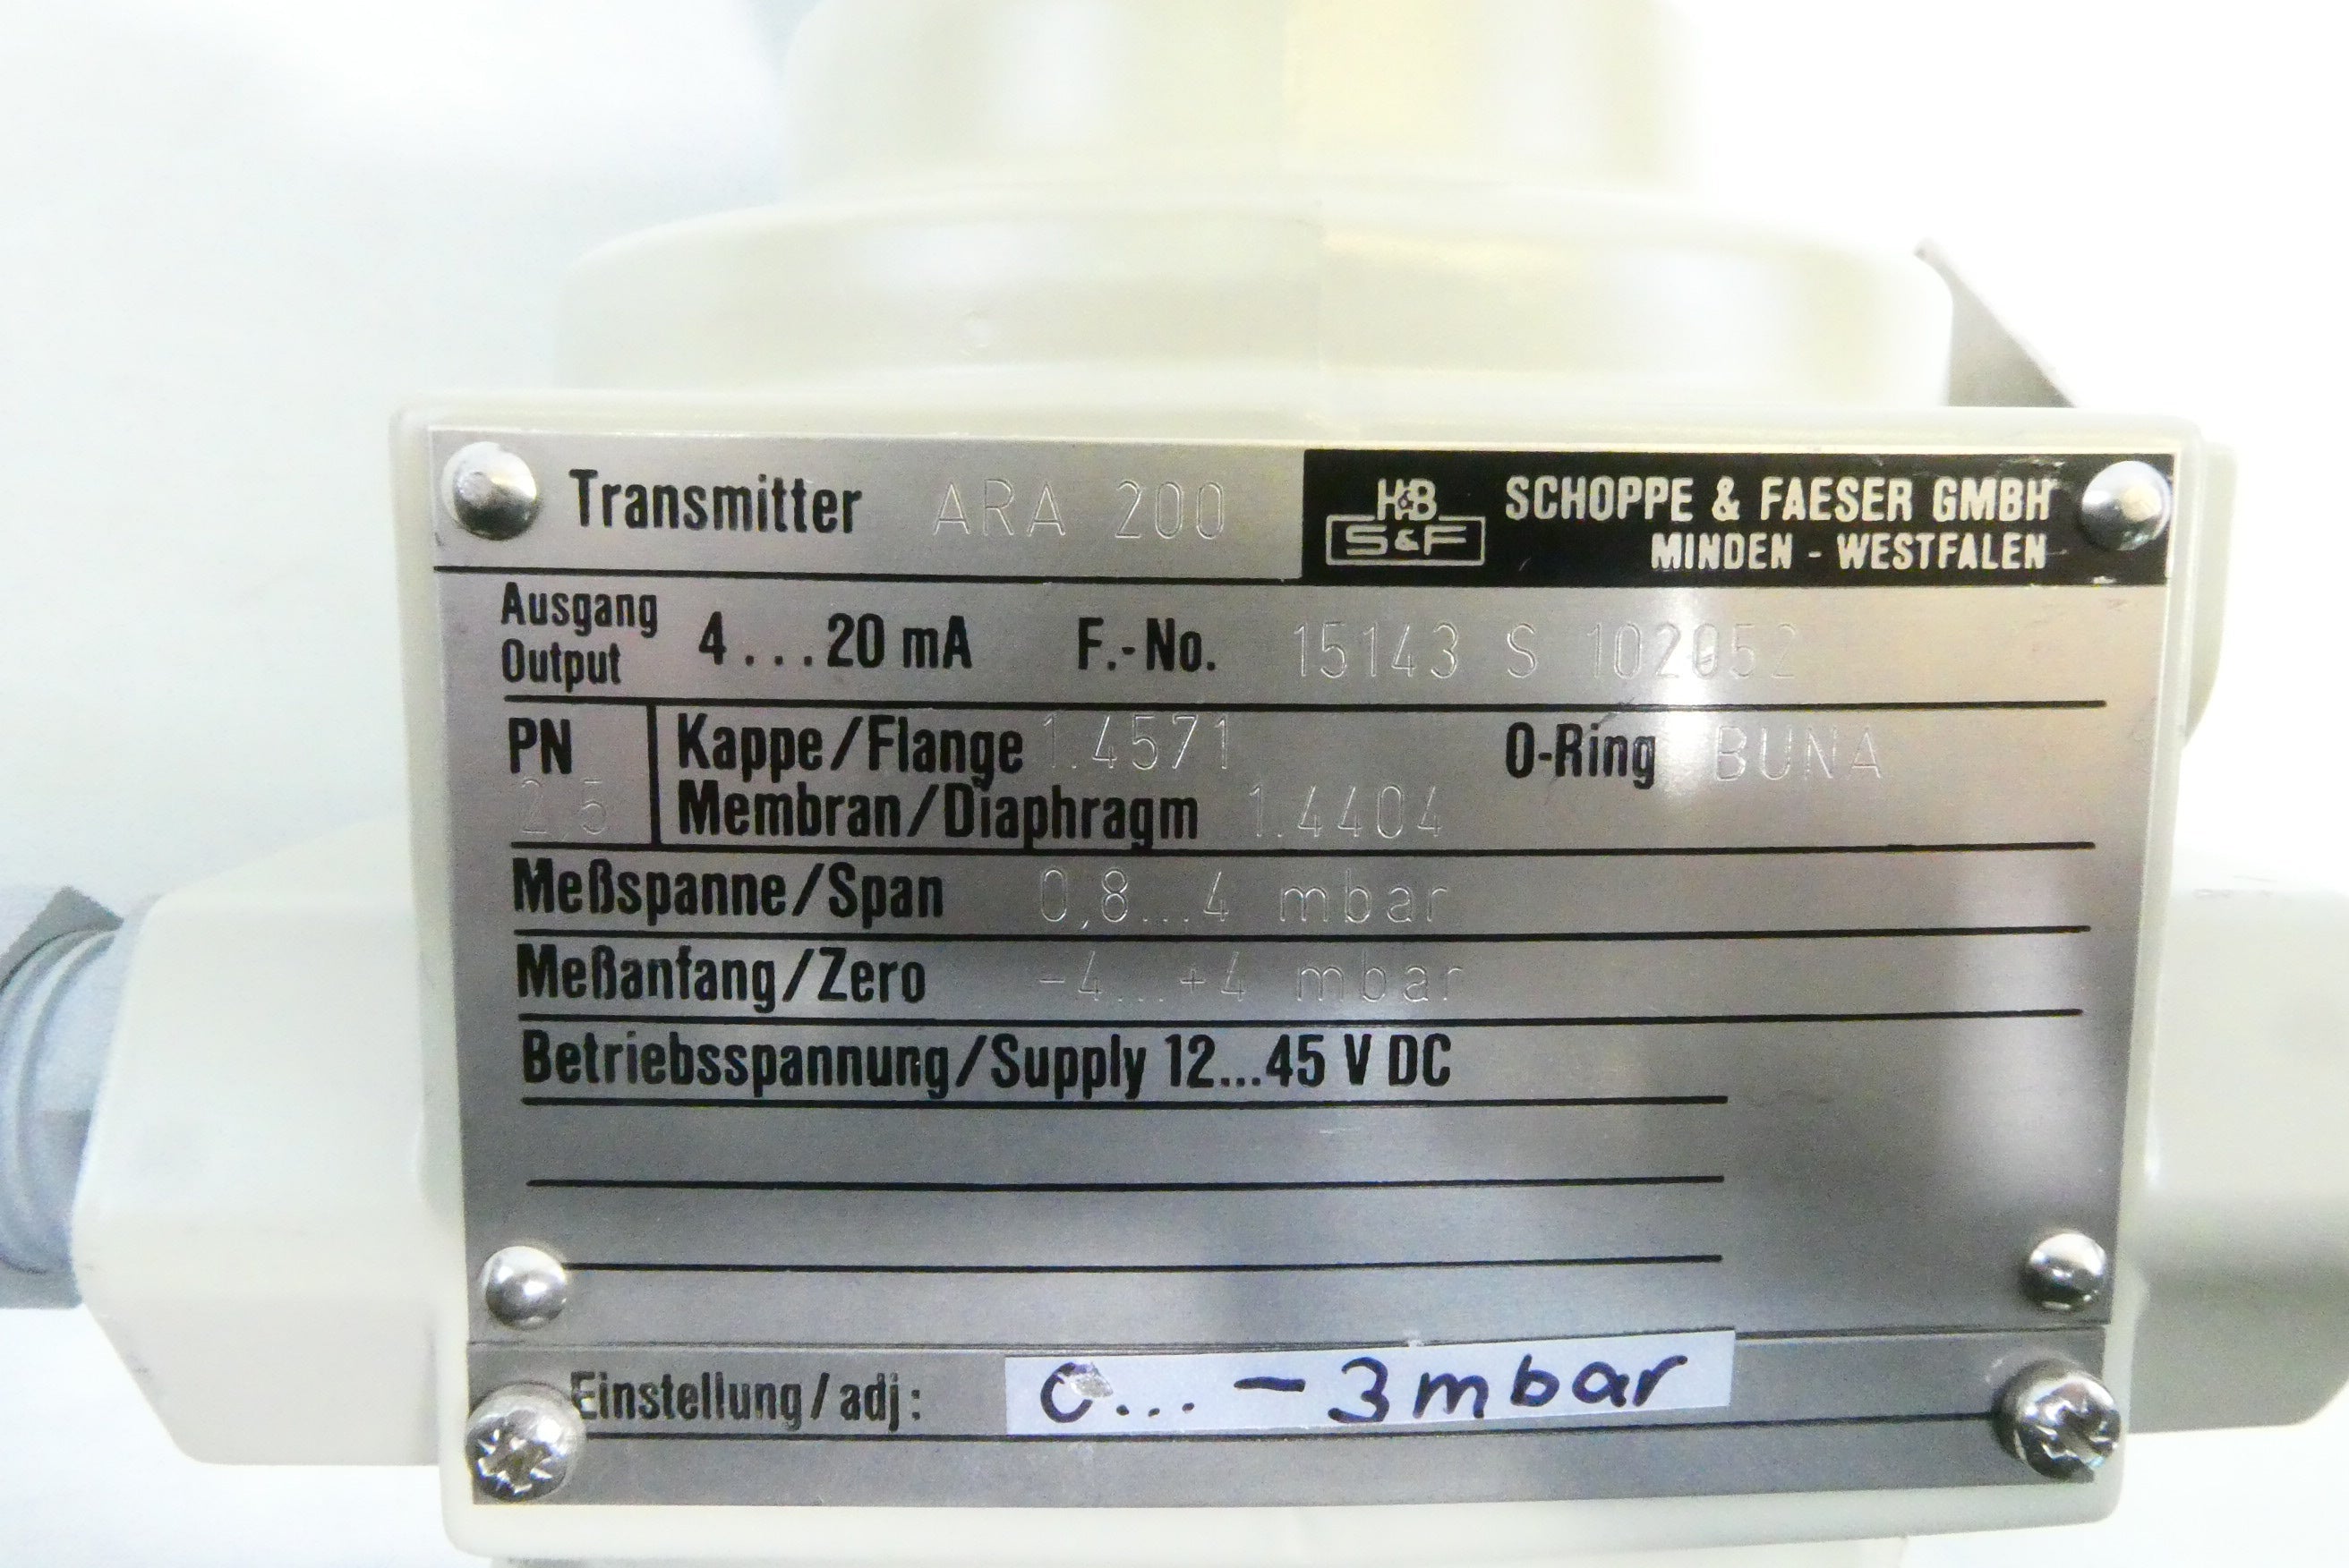 Transmitter ARA 200
H&B
S&F
SCHOPPE & FAESER GMBH
MINDEN - WESTFALEN
Ausgang
Output
4...20 mA F.-No. 15143 S 102052
PN
2,5
Kappe/Flange 1.4571 O-Ring BUNA
Membran/Diaphragm 1.4404
Meßspanne/Span 0,8...4 mbar
Meßanfang/Zero -4...+4 mbar
Betriebsspannung/Supply 12...45 V DC
Einstellung/adj: 0... -3mbar